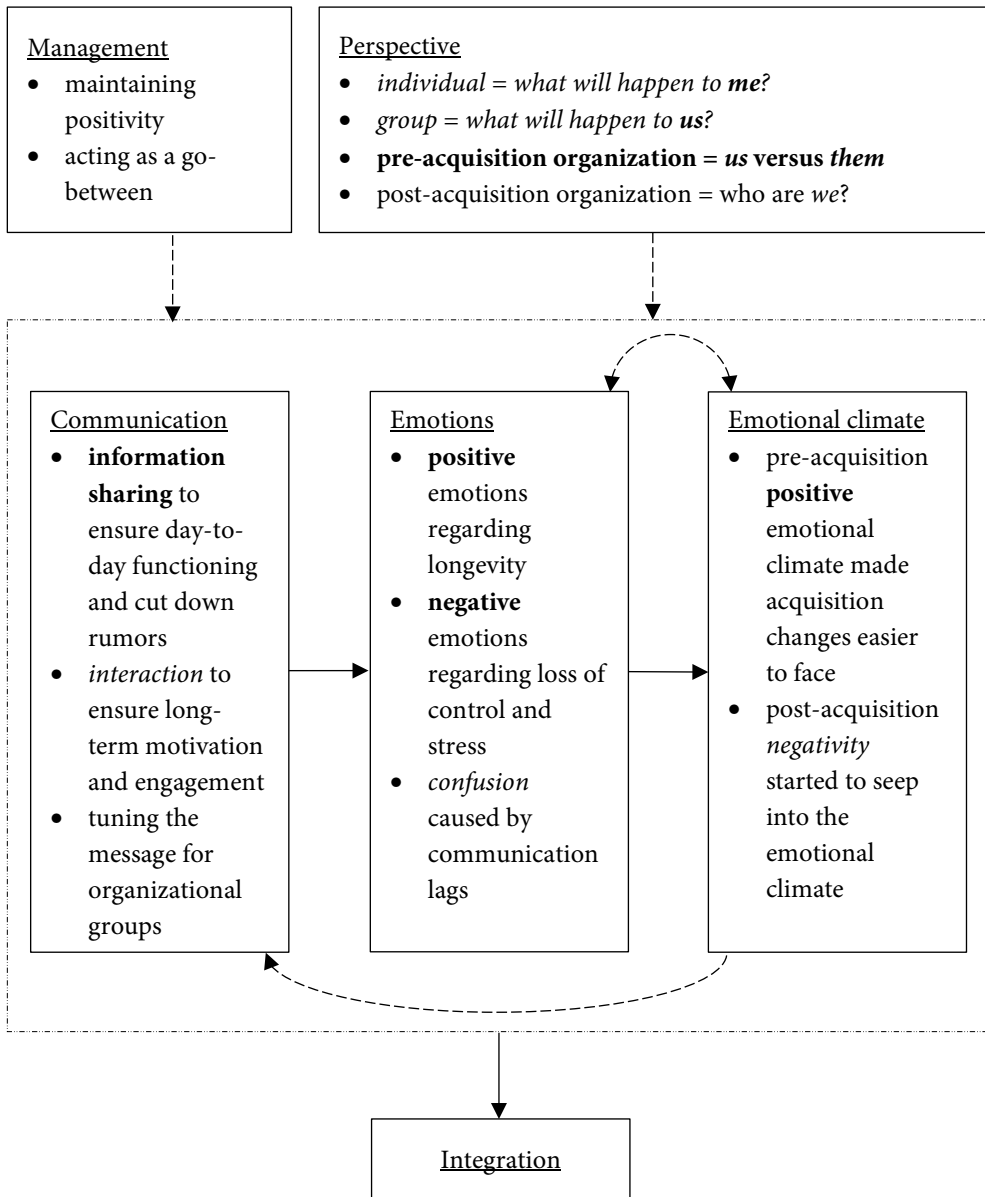 Management
• maintaining
positivity
• acting as a go-
between
Perspective
• individual = what will happen to me?
• group = what will happen to us?
• pre-acquisition organization = us versus them
• post-acquisition organization = who are we?
Communication
• information
sharing to
ensure day-to-
day functioning
and cut down
rumors
• interaction to
ensure long-
term motivation
and engagement
• tuning the
message for
organizational
groups
Emotions
• positive
emotions
regarding
longevity
• negative
emotions
regarding loss of
control and
stress
• confusion
caused by
communication
lags
Emotional climate
• pre-acquisition
positive
emotional
climate made
acquisition
changes easier
to face
• post-acquisition
negativity
started to seep
into the
emotional
climate
Integration